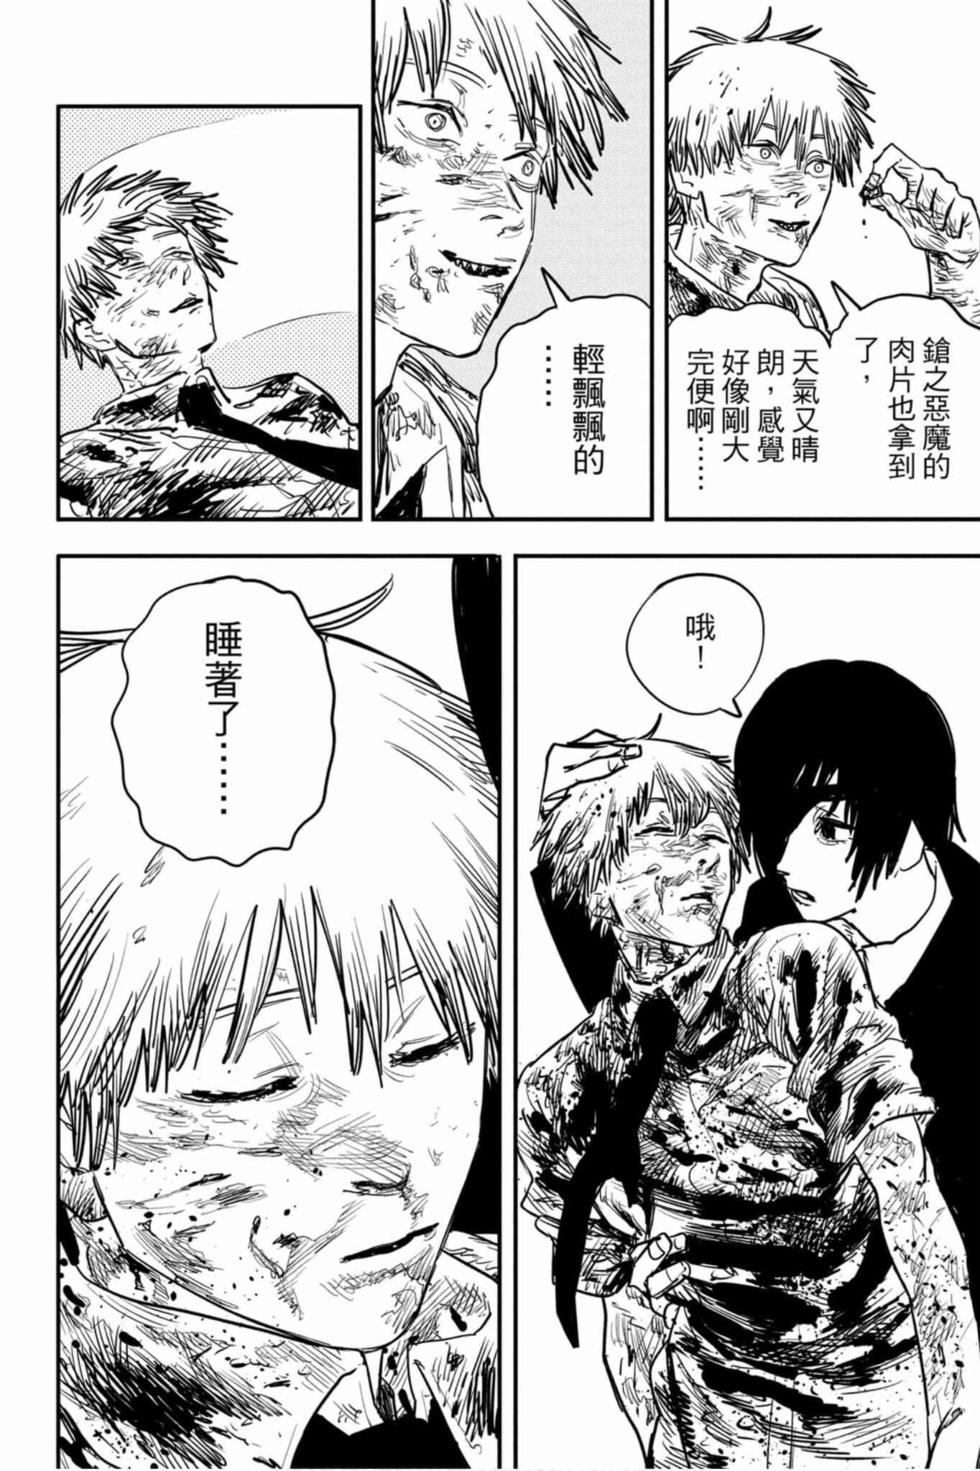 鎗之惡魔的
肉片也拿到
了，
天氣又晴
朗，感覺
好像剛大
完便啊⋯⋯
輕飄飄的
⋯⋯
哦！
睡著了⋯⋯